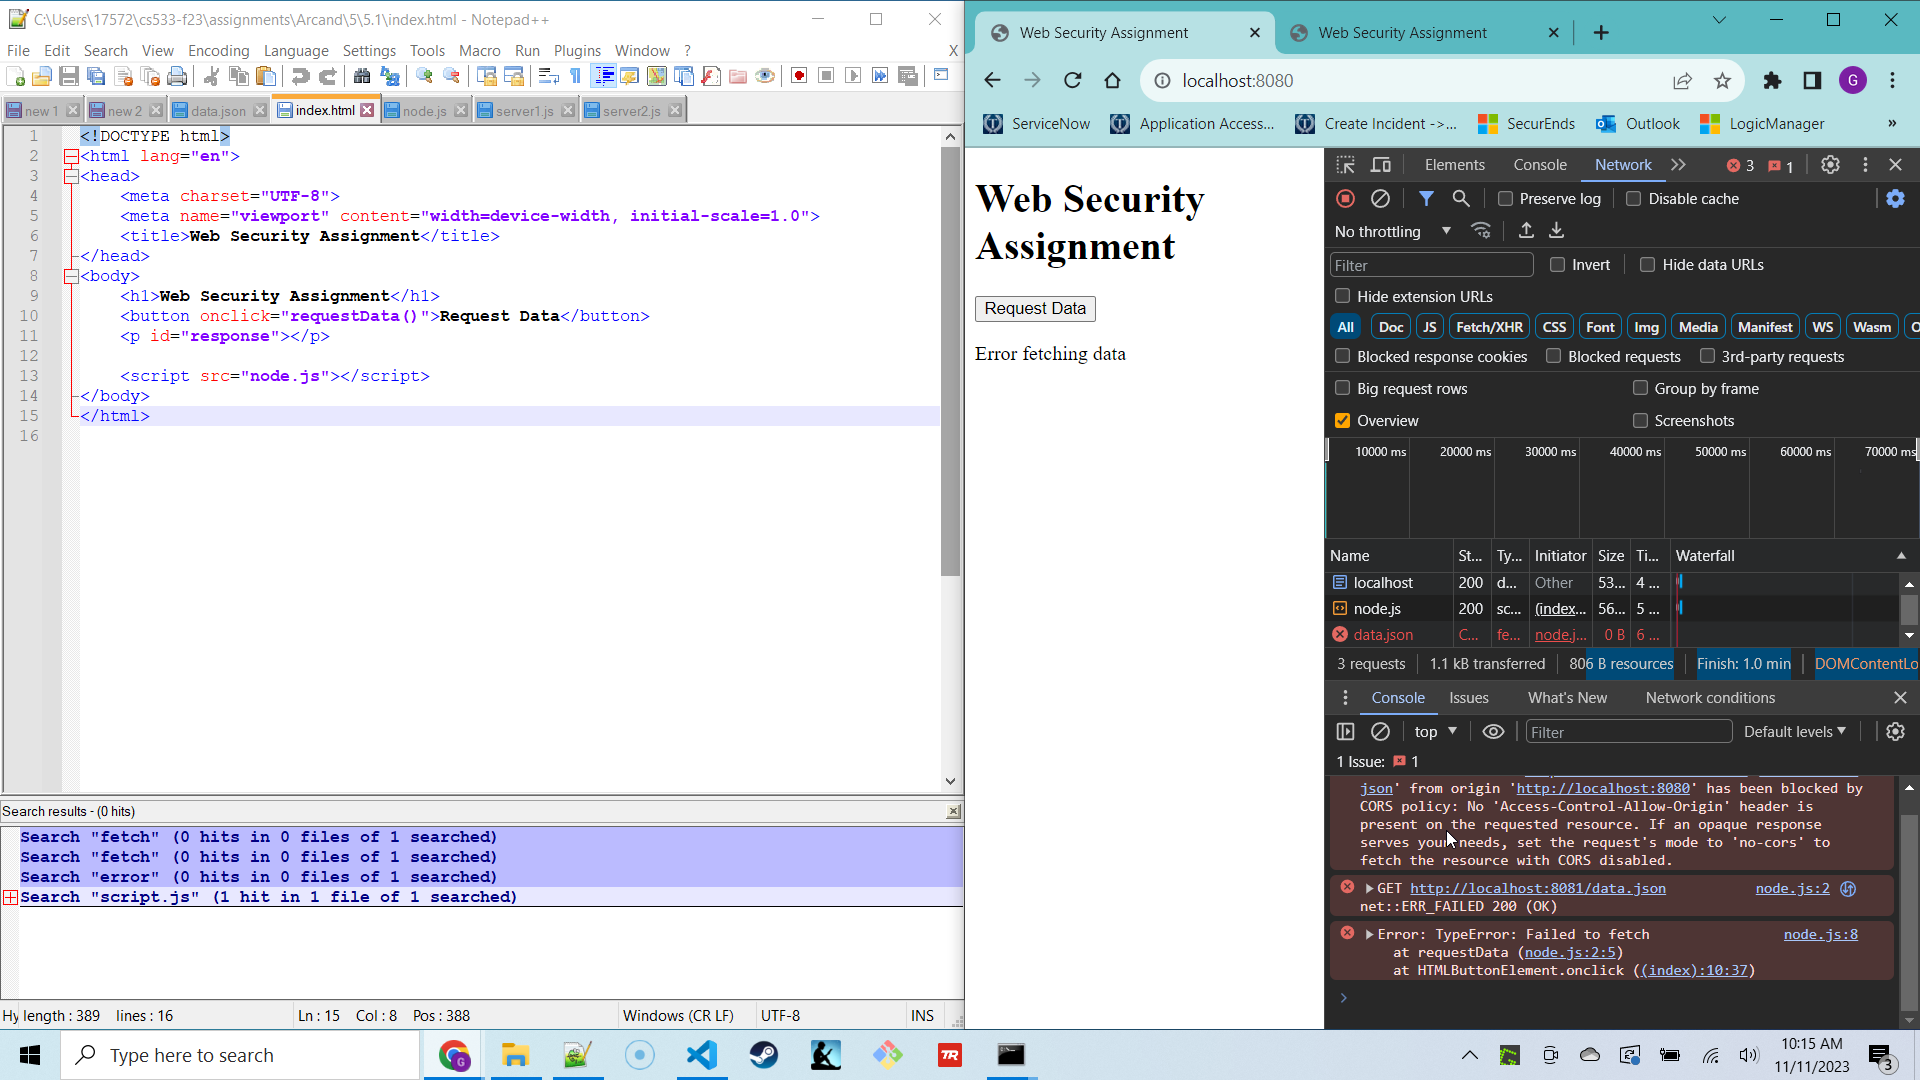 C:\Users\17572\cs533-f23\assignments\Arcand\5\5.1\index.html - Notepad++
File Edit Search View Encoding Language Settings Tools Macro Run Plugins Window ? X
new 1 new 2 data.json index.html node.js server1.js server2.js
1 <!DOCTYPE html>
2 <html lang="en">
3 <head>
4 <meta charset="UTF-8">
5 <meta name="viewport" content="width=device-width, initial-scale=1.0">
6 <title>Web Security Assignment</title>
7 </head>
8 <body>
9 <h1>Web Security Assignment</h1>
10 <button onclick="requestData()">Request Data</button>
11 <p id="response"></p>
12
13 <script src="node.js"></script>
14 </body>
15 </html>
16
Search results - (0 hits)
Search "fetch" (0 hits in 0 files of 1 searched)
Search "fetch" (0 hits in 0 files of 1 searched)
Search "error" (0 hits in 0 files of 1 searched)
Search "script.js" (1 hit in 1 file of 1 searched)
Hy length : 389 lines : 16 Ln : 15 Col : 8 Pos : 388 Windows (CR LF) UTF-8 INS
Web Security Assignment Web Security Assignment
localhost:8080 G
ServiceNow Application Access... Create Incident ->... SecurEnds Outlook LogicManager »
Web Security
Assignment
Request Data
Error fetching data
Elements Console Network 3 1
Preserve log Disable cache
No throttling
Filter Invert Hide data URLs
Hide extension URLs
All Doc JS Fetch/XHR CSS Font Img Media Manifest WS Wasm
Blocked response cookies Blocked requests 3rd-party requests
Big request rows Group by frame
Overview Screenshots
10000 ms 20000 ms 30000 ms 40000 ms 50000 ms 60000 ms 70000 ms
Name St... Ty... Initiator Size Ti... Waterfall
localhost 200 d... Other 53... 4 ...
node.js 200 sc... (index... 56... 5 ...
data.json C... fe... node.j... 0 B 6 ...
3 requests 1.1 kB transferred 806 B resources Finish: 1.0 min DOMContentLo
Console Issues What's New Network conditions
top Filter Default levels
1 Issue: 1
json' from origin 'http://localhost:8080' has been blocked by
CORS policy: No 'Access-Control-Allow-Origin' header is
present on the requested resource. If an opaque response
serves your needs, set the request's mode to 'no-cors' to
fetch the resource with CORS disabled.
GET http://localhost:8081/data.json node.js:2
net::ERR_FAILED 200 (OK)
Error: TypeError: Failed to fetch node.js:8
at requestData (node.js:2:5)
at HTMLButtonElement.onclick ((index):10:37)
Type here to search
G
TR
10:15 AM
11/11/2023
3